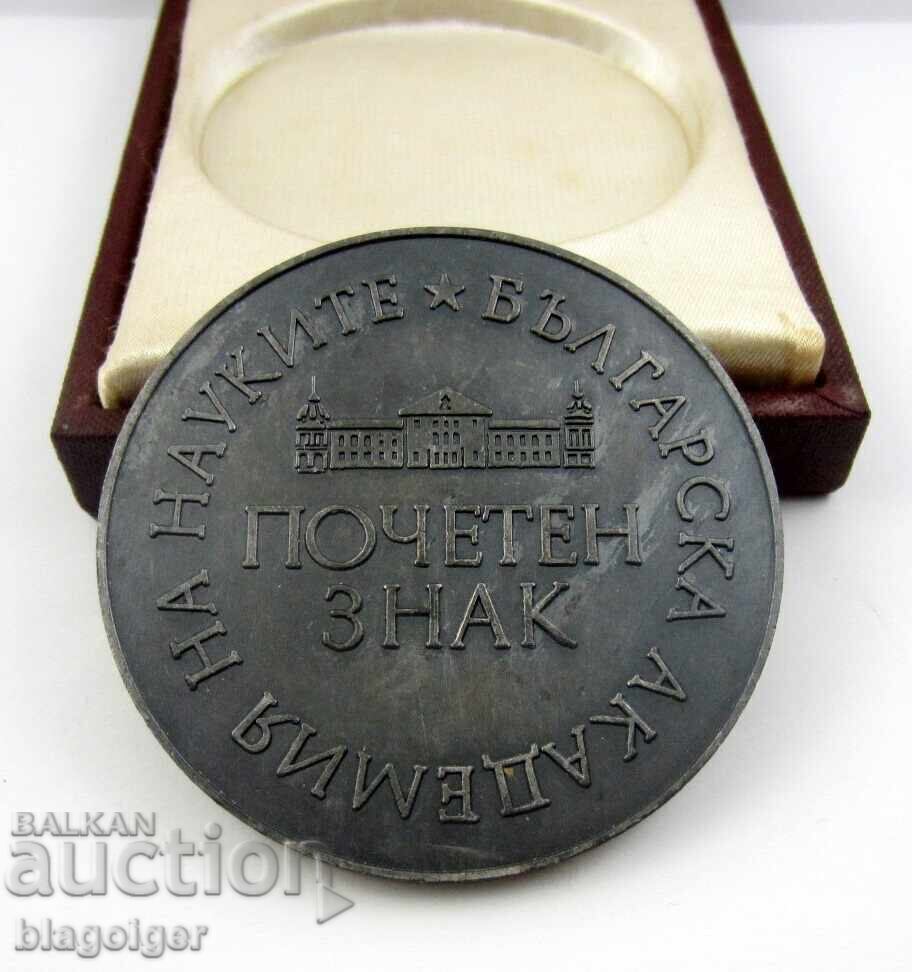 ★ БЪЛГАРСКА АКАДЕМИЯ НА НАУКИТЕ
ПОЧЕТЕН
ЗНАК
BALKAN
auction
blagoiger